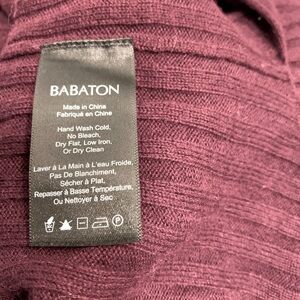 BABATON
Made in China
Fabriqué en Chine
Hand Wash Cold,
No Bleach,
Dry Flat, Low Iron,
Or Dry Clean
Laver à La Main à L'eau Froide,
Pas De Blanchiment,
Sécher à Plat,
Repasser à Basse Température,
Ou Nettoyer à Sec